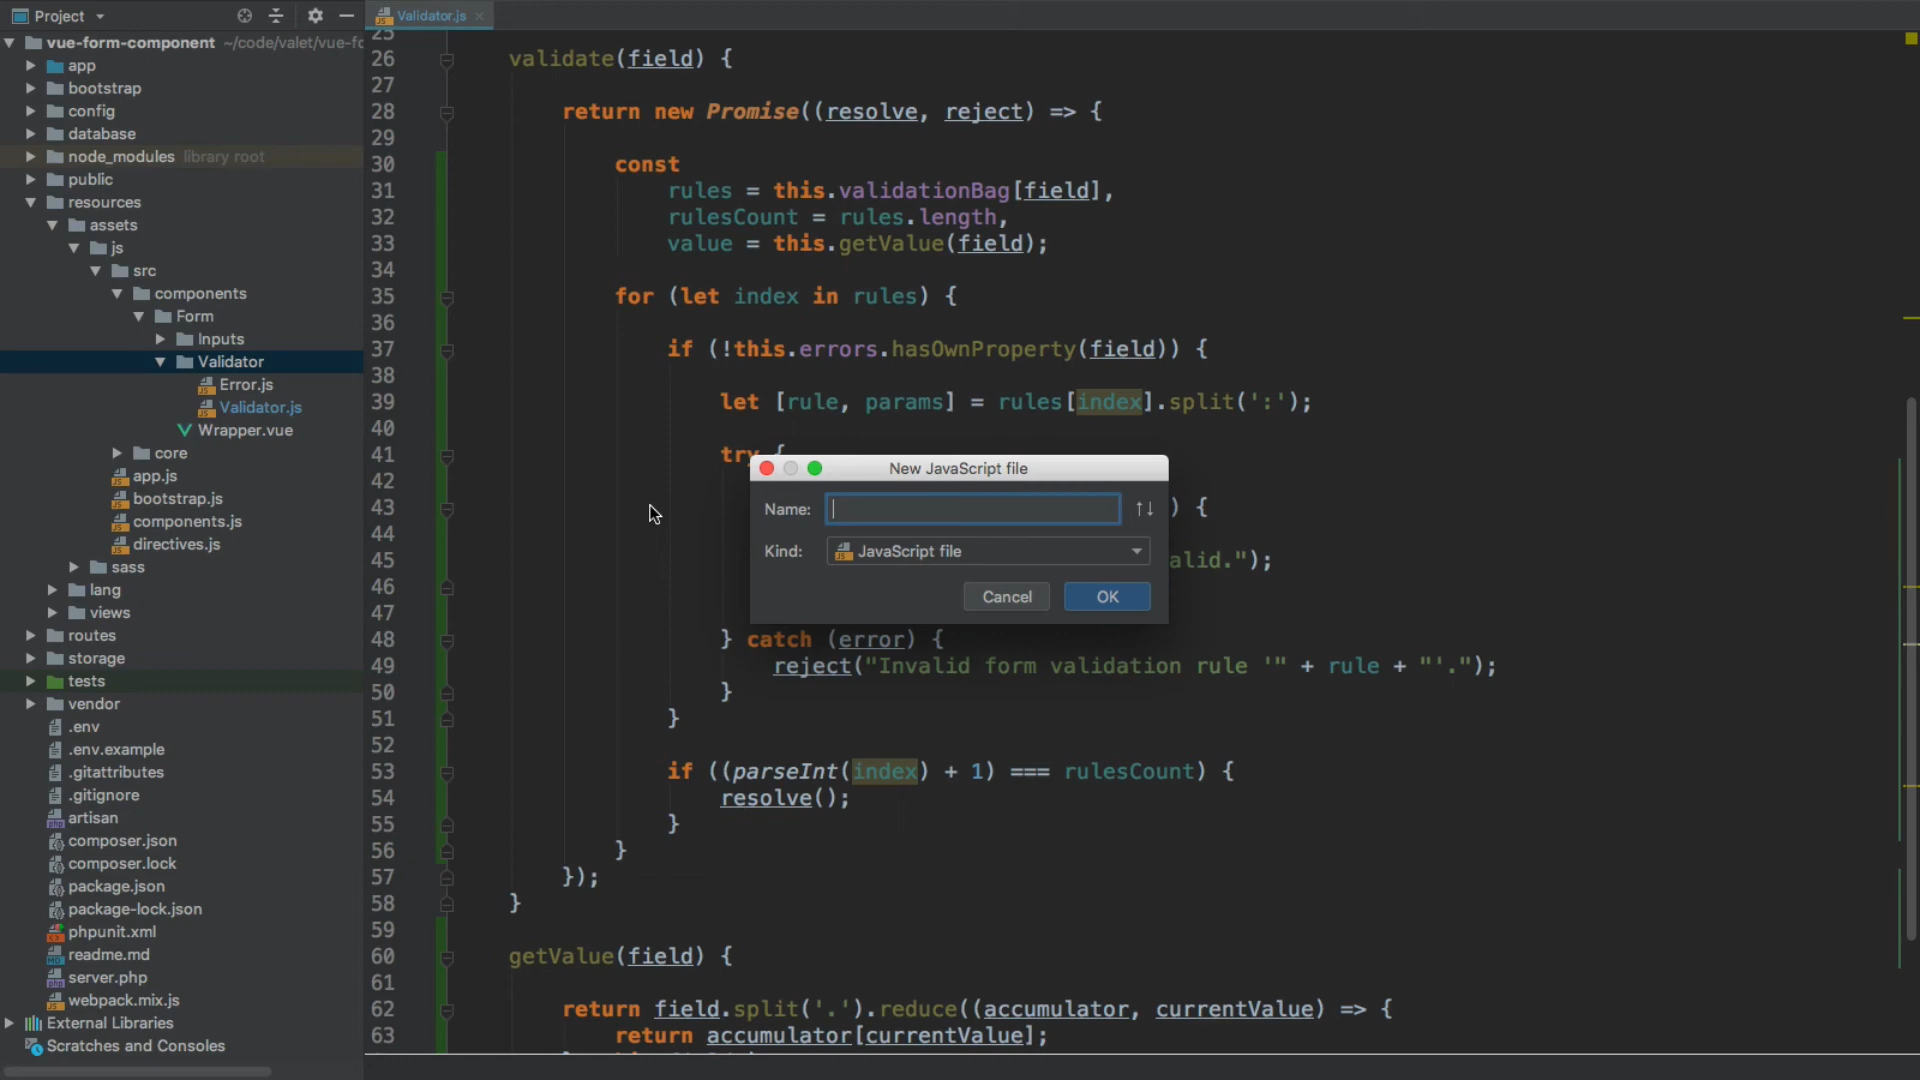 Project
vue-form-component ~/code/valet/vue-fo
app
bootstrap
config
database
node_modules library root
public
resources
assets
js
src
components
Form
Inputs
Validator
Error.js
Validator.js
Wrapper.vue
core
app.js
bootstrap.js
components.js
directives.js
sass
lang
views
routes
storage
tests
vendor
.env
.env.example
.gitattributes
.gitignore
artisan
composer.json
composer.lock
package.json
package-lock.json
phpunit.xml
readme.md
server.php
webpack.mix.js
External Libraries
Scratches and Consoles
Validator.js
25
26 validate(field) {
27
28 return new Promise((resolve, reject) => {
29
30 const
31 rules = this.validationBag[field],
32 rulesCount = rules.length,
33 value = this.getValue(field);
34
35 for (let index in rules) {
36
37 if (!this.errors.hasOwnProperty(field)) {
38
39 let [rule, params] = rules[index].split(':');
40
41 try {
42
43 ) {
44
45 alid.");
46
47
48 } catch (error) {
49 reject("Invalid form validation rule '" + rule + "'.");
50 }
51 }
52
53 if ((parseInt(index) + 1) === rulesCount) {
54 resolve();
55 }
56 }
57 });
58 }
59
60 getValue(field) {
61
62 return field.split('.').reduce((accumulator, currentValue) => {
63 return accumulator[currentValue];
New JavaScript file
Name:
Kind: JavaScript file
Cancel OK